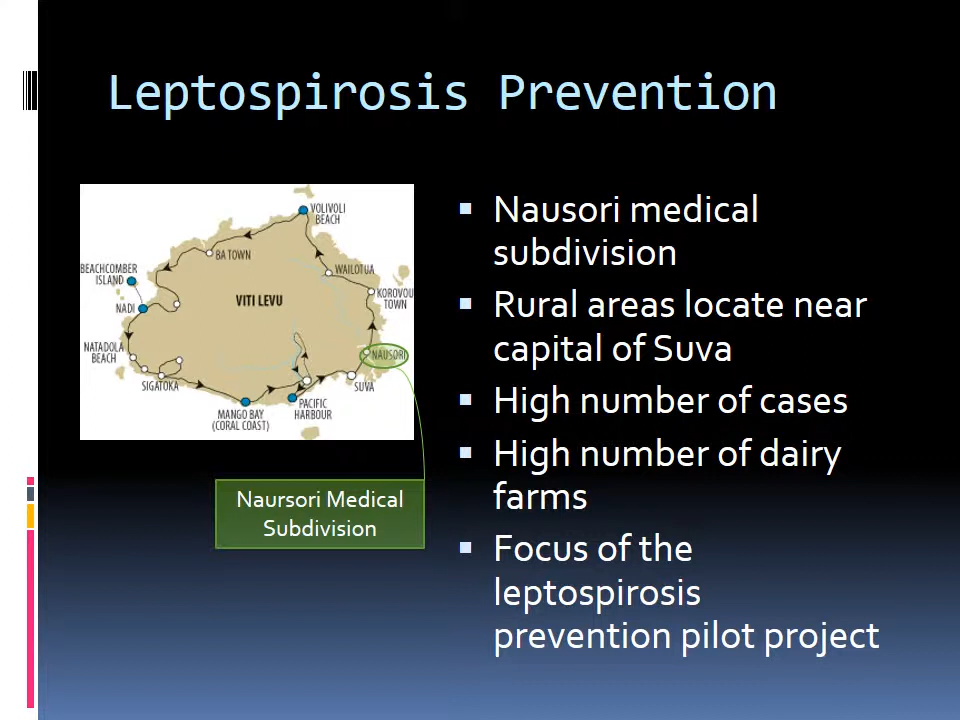 Leptospirosis Prevention
VOLIVOLI
BEACH
BA TOWN
BEACHCOMBER
ISLAND
WAILOTUA
VITI LEVU
KOROVOU
TOWN
NADI
NATADOLA
BEACH
NAUSORI
SIGATOKA
SUVA
MANGO BAY
(CORAL COAST)
PACIFIC
HARBOUR
Naursori Medical
Subdivision
Nausori medical
subdivision
Rural areas locate near
capital of Suva
High number of cases
High number of dairy
farms
Focus of the
leptospirosis
prevention pilot project